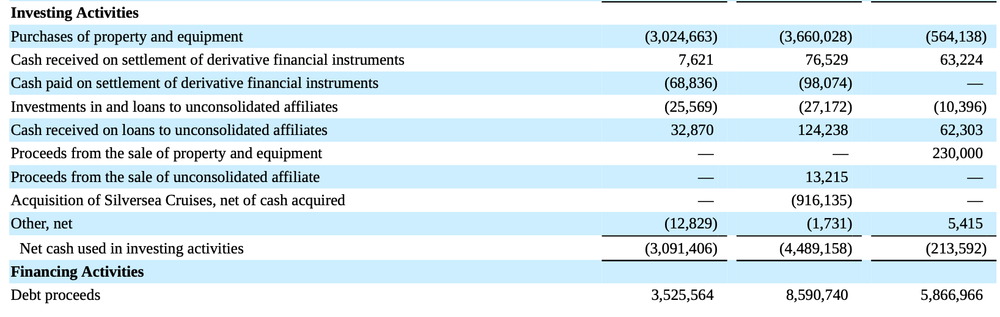 Investing Activities
Purchases of property and equipment (3,024,663) (3,660,028) (564,138)
Cash received on settlement of derivative financial instruments 7,621 76,529 63,224
Cash paid on settlement of derivative financial instruments (68,836) (98,074) —
Investments in and loans to unconsolidated affiliates (25,569) (27,172) (10,396)
Cash received on loans to unconsolidated affiliates 32,870 124,238 62,303
Proceeds from the sale of property and equipment — — 230,000
Proceeds from the sale of unconsolidated affiliate — 13,215 —
Acquisition of Silversea Cruises, net of cash acquired — (916,135) —
Other, net (12,829) (1,731) 5,415
Net cash used in investing activities (3,091,406) (4,489,158) (213,592)
Financing Activities
Debt proceeds 3,525,564 8,590,740 5,866,966